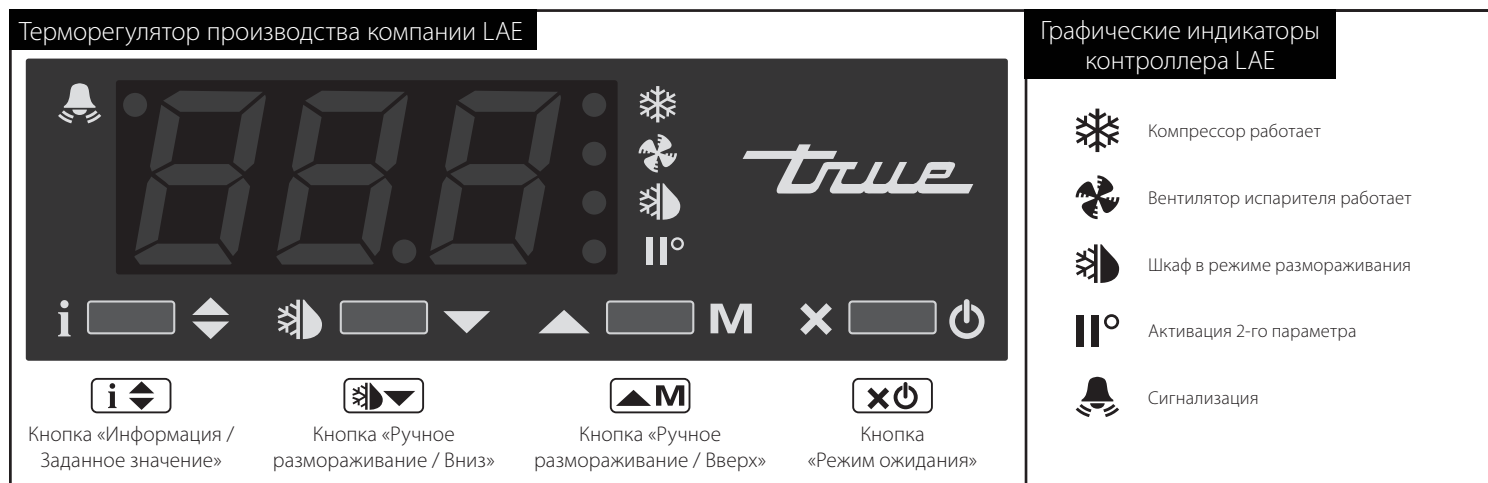 Терморегулятор производства компании LAE
true
i
M
i
M
Кнопка «Информация /
Заданное значение»
Кнопка «Ручное
размораживание / Вниз»
Кнопка «Ручное
размораживание / Вверх»
Кнопка
«Режим ожидания»
Графические индикаторы
контроллера LAE
Компрессор работает
Вентилятор испарителя работает
Шкаф в режиме размораживания
Активация 2-го параметра
Сигнализация